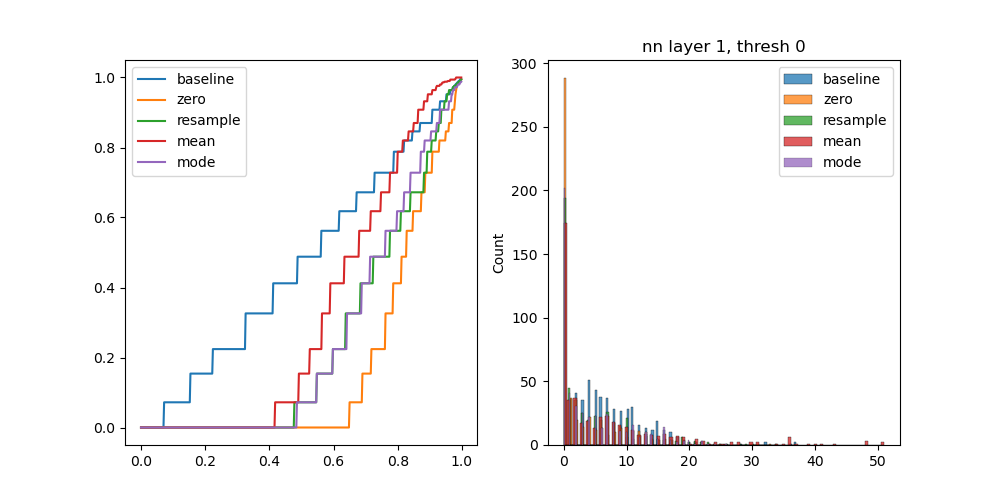 nn layer 1, thresh 0
baseline
zero
resample
mean
mode
1.0
0.8
0.6
0.4
0.2
0.0
0.0 0.2 0.4 0.6 0.8 1.0
baseline
zero
resample
mean
mode
Count
300
250
200
150
100
50
0
0 10 20 30 40 50